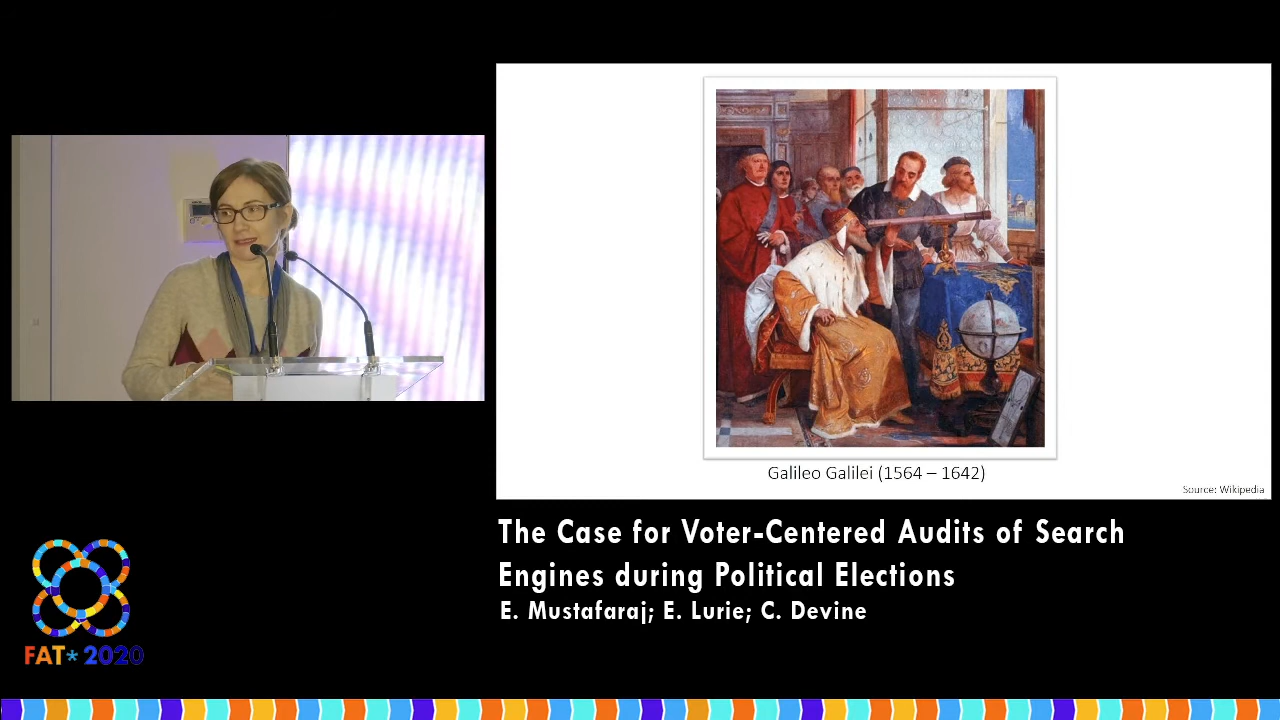 Galileo Galilei (1564 – 1642)
Source: Wikipedia
The Case for Voter-Centered Audits of Search
Engines during Political Elections
E. Mustafaraj; E. Lurie; C. Devine
FAT* 2020